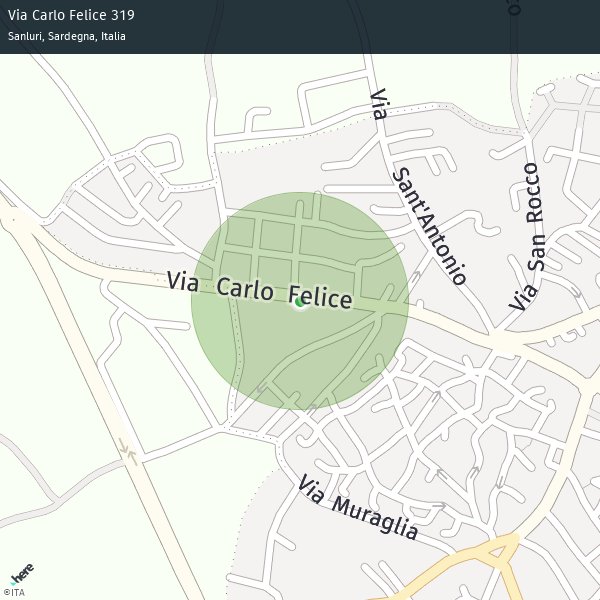 Via Carlo Felice 319
Sanluri, Sardegna, Italia
Via Sant'Antonio
Via San Rocco
Via Carlo Felice
Via Muraglia
here
©ITA